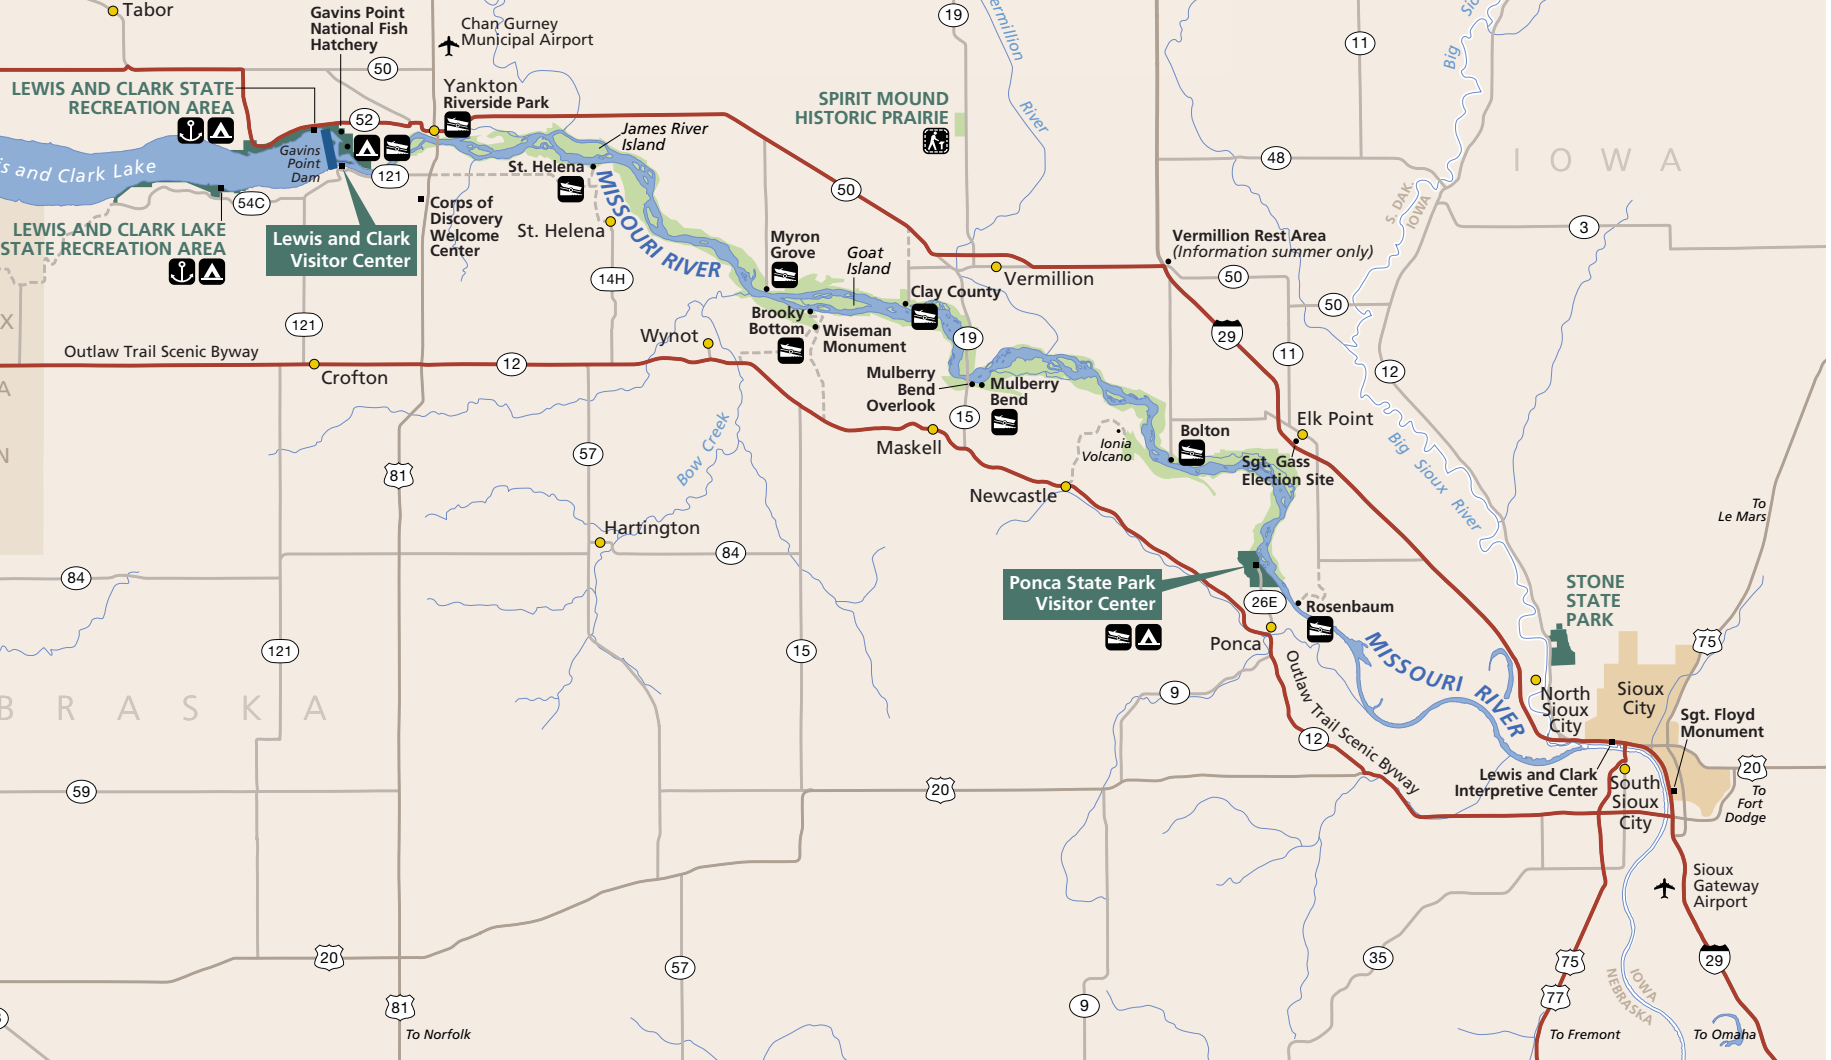 Tabor
Gavins Point
National Fish
Hatchery
Chan Gurney
Municipal Airport
19
ermillion
River
11
Big
Sio
50
LEWIS AND CLARK STATE
RECREATION AREA
Yankton
Riverside Park
52
SPIRIT MOUND
HISTORIC PRAIRIE
James River
Island
Gavins
Point
Dam
s and Clark Lake
121
St. Helena
48
IOWA
S. DAK.
IOWA
54C
50
LEWIS AND CLARK LAKE
STATE RECREATION AREA
Lewis and Clark
Visitor Center
Corps of
Discovery
Welcome
Center
St. Helena
MISSOURI RIVER
14H
Myron
Grove
Goat
Island
Vermillion Rest Area
(Information summer only)
3
50
Vermillion
Clay County
50
X
121
Brooky
Bottom
Wiseman
Monument
Wynot
19
29
11
Outlaw Trail Scenic Byway
12
Crofton
A
Mulberry
Bend
Overlook
Mulberry
Bend
12
15
Elk Point
Maskell
Bolton
Ionia
Volcano
Sgt. Gass
Election Site
Big Sioux River
N
81
57
Bow Creek
Newcastle
To
Le Mars
Hartington
84
84
Ponca State Park
Visitor Center
STONE
STATE
PARK
26E
Rosenbaum
Ponca
MISSOURI RIVER
75
121
15
9
Outlaw Trail Scenic Byway
North
Sioux
City
Sioux
City
BRASKA
Sgt. Floyd
Monument
12
Lewis and Clark
Interpretive Center
South
Sioux
City
20
To
Fort
Dodge
59
20
Sioux
Gateway
Airport
20
57
35
75
29
81
9
77
IOWA
NEBRASKA
To Norfolk
To Fremont
To Omaha